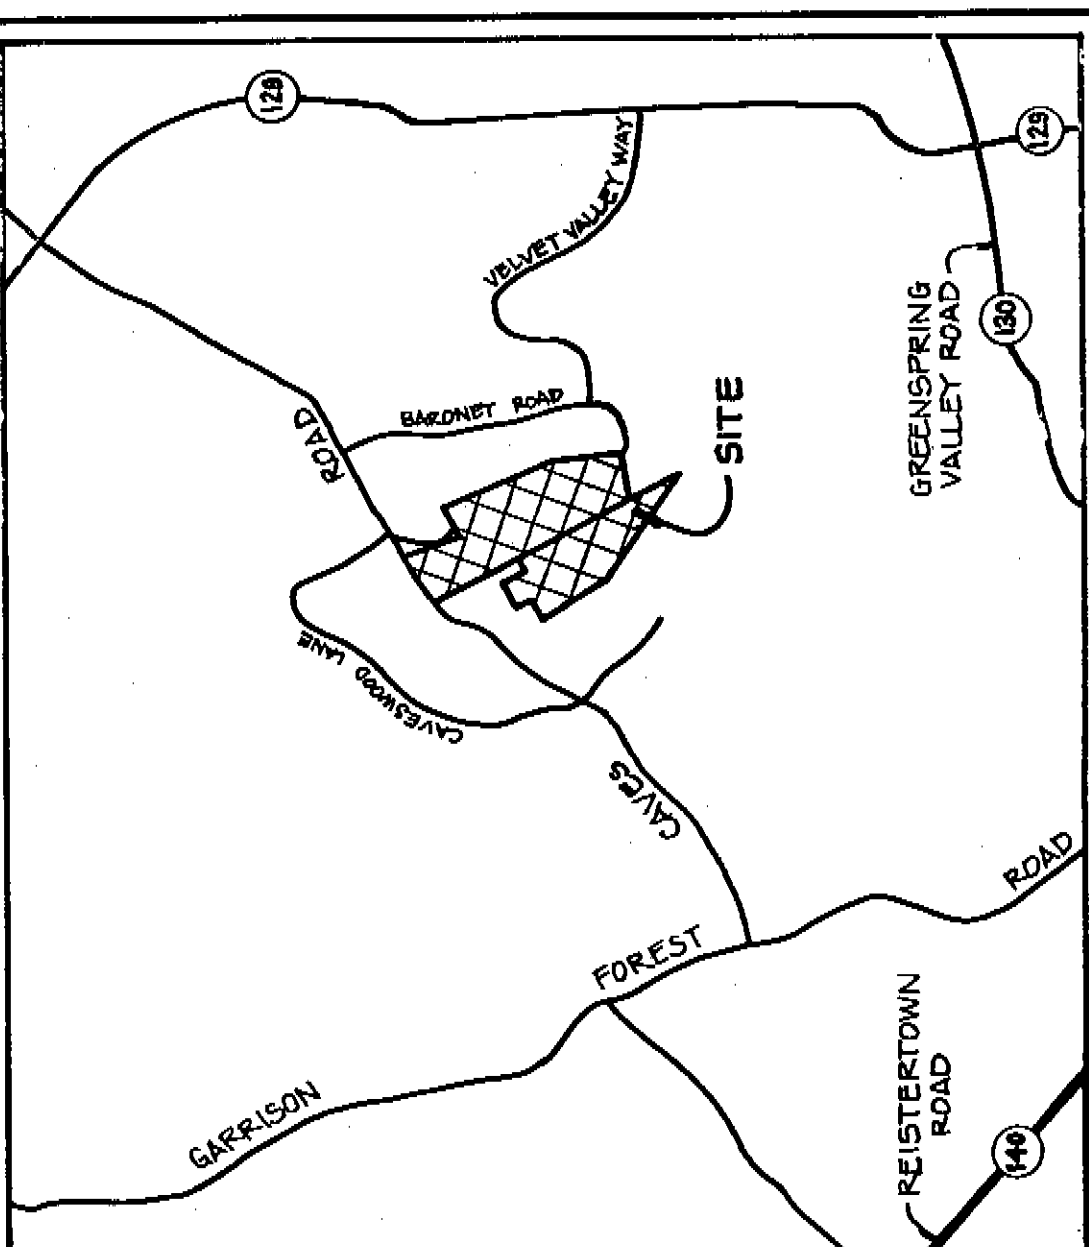 129
VELVET VALLEY WAY
129
GREENSPRING
VALLEY ROAD
130
BARONET ROAD
SITE
CAVES
ROAD
CAVESWOOD LANE
GARRISON
FOREST
ROAD
REISTERTOWN
ROAD
140